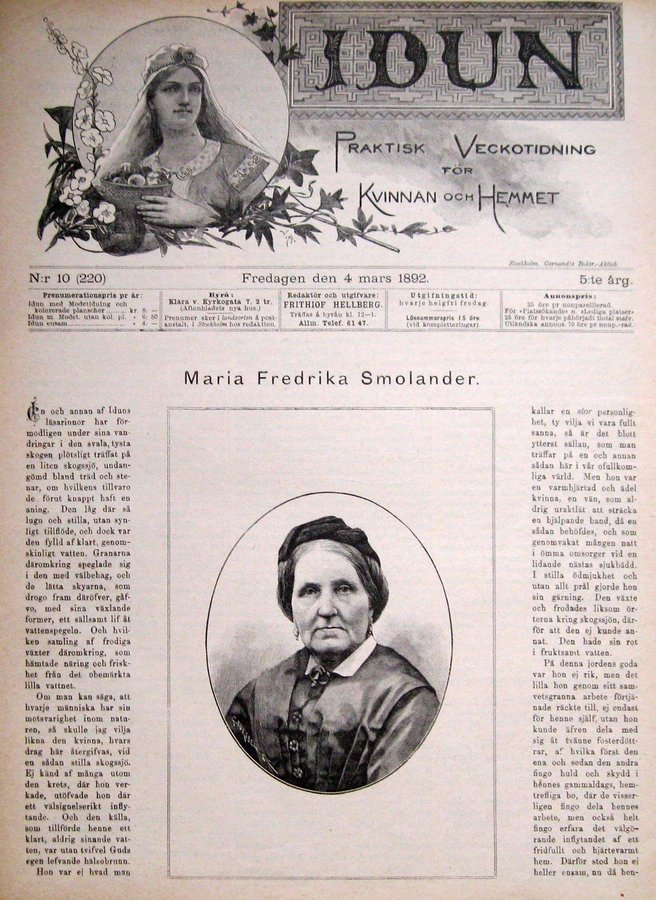 IDUN
PRAKTISK VECKOTIDNING
FÖR
KVINNAN OCH HEMMET
Stockholm, Gernandts Boktr.-Aktieb.
N:r 10 (220)
Fredagen den 4 mars 1892.
5:te årg.
Prenumerationspris pr år:
Idun med Modetidning och
kolorerade planscher kr. 8: —
Idun m. Modet. utan kol. pl. » 6: 50
Idun ensam » 4: —
Byrå:
Klara v. Kyrkogata 7, 2 tr.
(Aftonbladets nya hus.)
Prenumer. sker i landsorten å post-
anstalt, i Stockholm hos redaktion.
Redaktör och utgifvare:
FRITHIOF HELLBERG.
Träffas å byrån kl. 12—1.
Allm. Telef. 61 47.
Utgifningstid:
hvarje helgfri fredag.
Lösnummerspris 15 öre
(vid kompletteringar)
Annonspris:
25 öre pr nonpareillerad.
För »Platssökande» o. »Lediga platser»
25 öre för hvarje påbörjadt tiotal stafv.
Utländska annons. 70 öre pr nonp.-rad.
Maria Fredrika Smolander.
En och annan af Iduns
läsarinnor har för-
modligen under sina van-
dringar i den svala, tysta
skogen plötsligt träffat på
en liten skogssjö, undan-
gömd bland träd och ste-
nar, om hvilkens tillvaro
de förut knappt haft en
aning. Den låg där så
lugn och stilla, utan syn-
ligt tillflöde, och dock var
den fylld af klart, genom-
skinligt vatten. Granarna
däromkring speglade sig
i den med välbehag, och
de lätta skyarna, som
drogo fram däröfver, gåf-
vo, med sina växlande
former, ett sällsamt lif åt
vattenspegeln. Och hvil-
ken samling af frodiga
växter däromkring, som
hämtade näring och frisk-
het från det obemärkta
lilla vattnet.
Om man kan säga, att
hvarje människa har sin
motsvarighet inom natu-
ren, så skulle jag vilja
likna den kvinna, hvars
drag här återgifvas, vid
en sådan stilla skogssjö.
Ej känd af många utom
den krets, där hon ver-
kade, utöfvade hon där
ett välsignelserikt infly-
tande. Och den källa,
som tillförde henne ett
klart, aldrig sinande vat-
ten, var utan tvifvel Guds
egen lefvande hälsobrunn.
Hon var ej hvad man
kallar en stor personlig-
het, ty vilja vi vara fullt
sanna, så är det blott
ytterst sällan, som man
träffar på en och annan
sådan här i vår ofullkom-
liga värld. Men hon var
en varmhjärtad och ädel
kvinna, en vän, som al-
drig uraktlät att sträcka
en hjälpande hand, då en
sådan behöfdes, och som
genomvakat mången natt
i ömma omsorger vid en
lidande nästas sjukbädd.
I stilla ödmjukhet och
utan allt prål gjorde hon
sin gärning. Den växte
och frodades liksom ör-
terna kring skogssjön, där-
för att den ej kunde an-
nat. Den hade sin rot
i fruktsamt vatten.
På denna jordens goda
var hon ej rik, men det
lilla hon genom sitt sam-
vetsgranna arbete förtjä-
nade räckte till, ej endast
för henne själf, utan hon
kunde äfven dela med
sig åt tvänne fosterdött-
rar, af hvilka först den
ena och sedan den andra
fingo huld och skydd i
hennes gammaldags, hem-
trefliga bo, där de visser-
ligen fingo dela hennes
arbete, men också helt
fingo erfara det välgö-
rande inflytandet af ett
fridfullt och hjärtevarmt
hem. Därför stod hon ej
heller ensam, nu då hen-